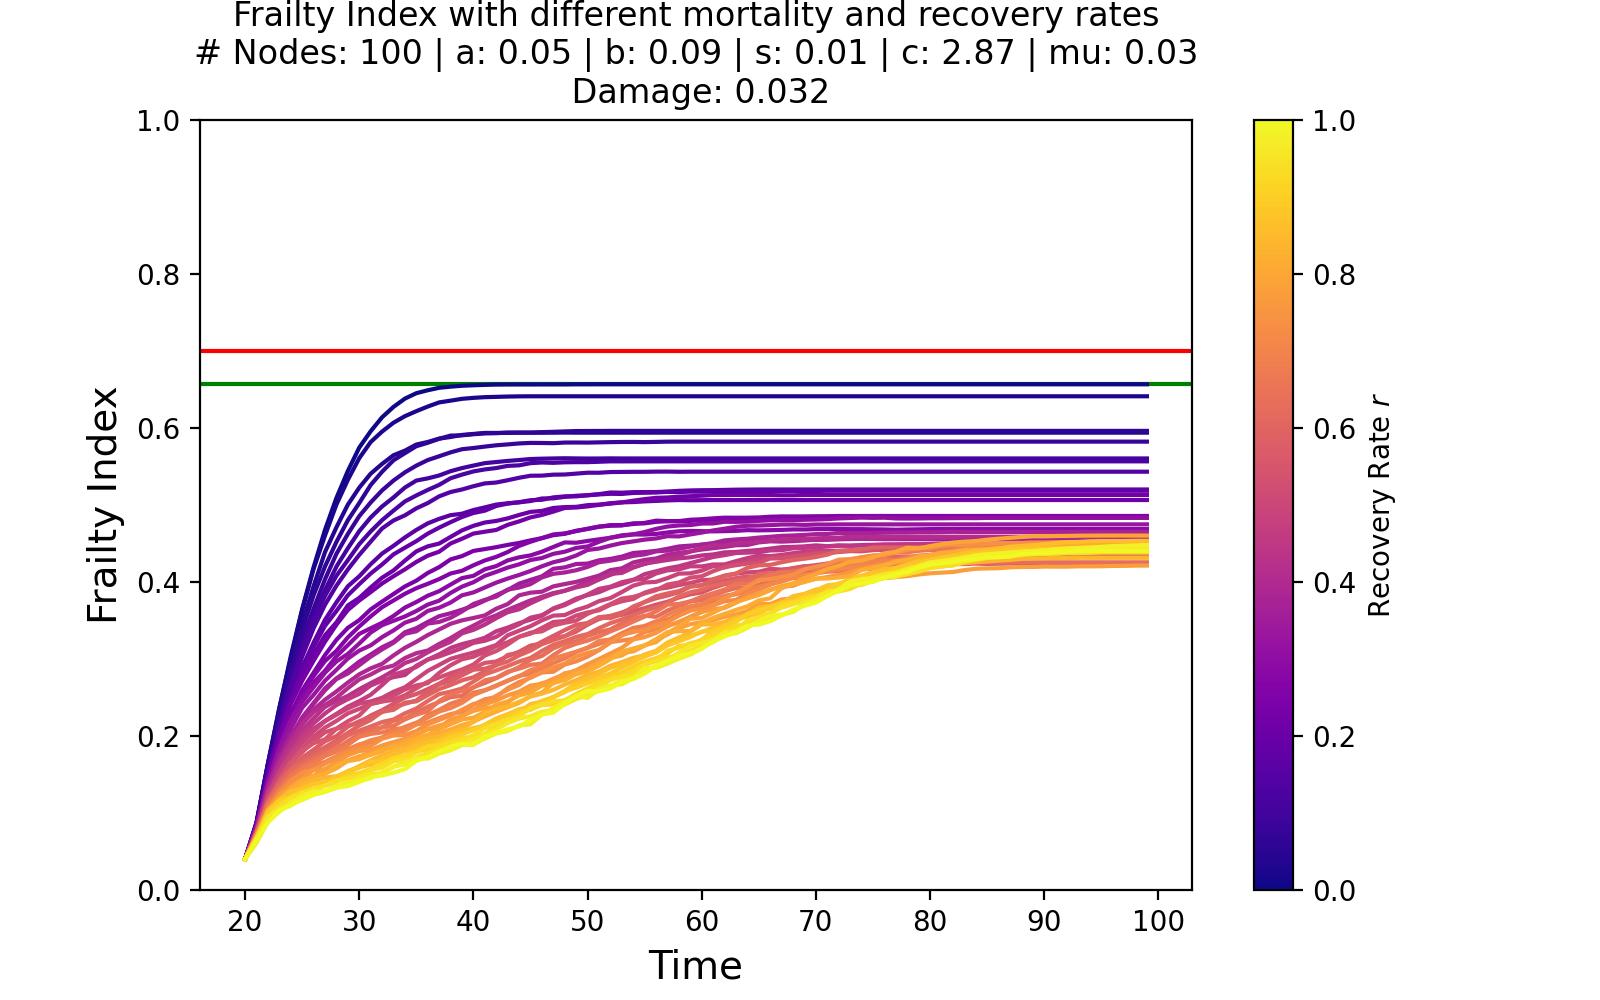 Frailty Index with different mortality and recovery rates
# Nodes: 100 | a: 0.05 | b: 0.09 | s: 0.01 | c: 2.87 | mu: 0.03
Damage: 0.032
1.0
0.8
0.6
0.4
0.2
0.0
Frailty Index
20 30 40 50 60 70 80 90 100
Time
1.0
0.8
0.6
0.4
0.2
0.0
Recovery Rate r